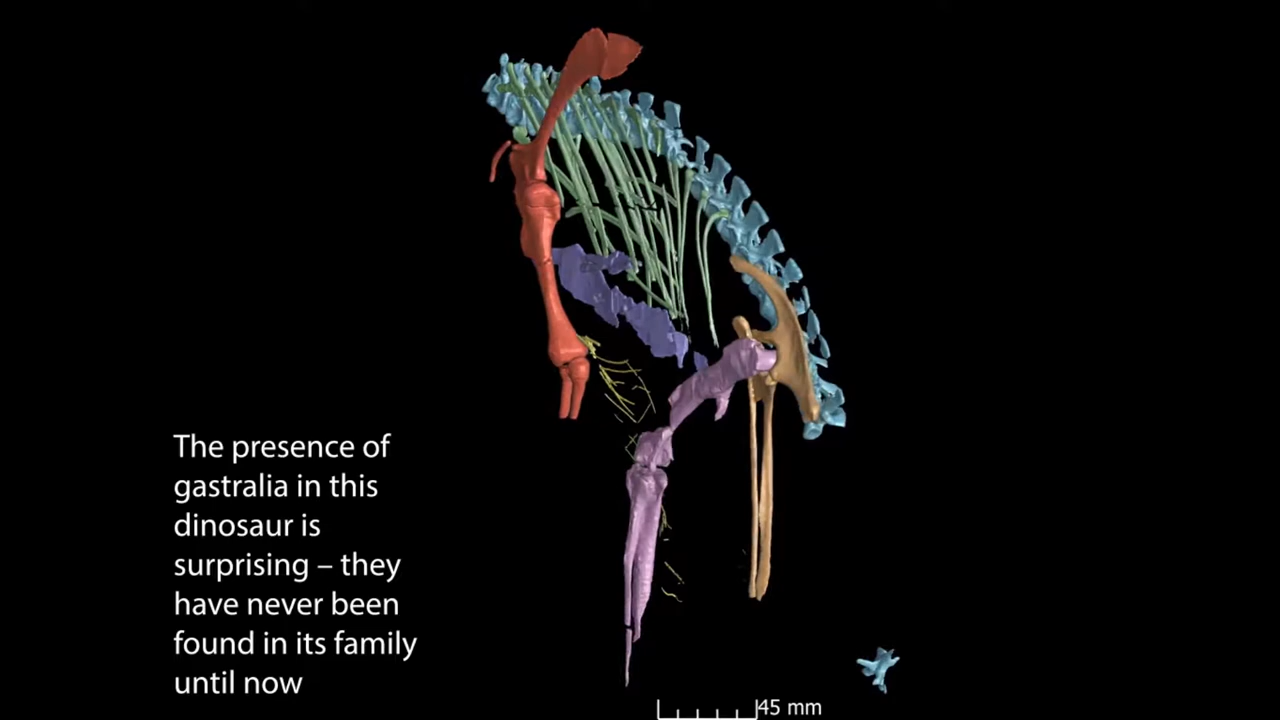 The presence of
gastralia in this
dinosaur is
surprising – they
have never been
found in its family
until now
45 mm